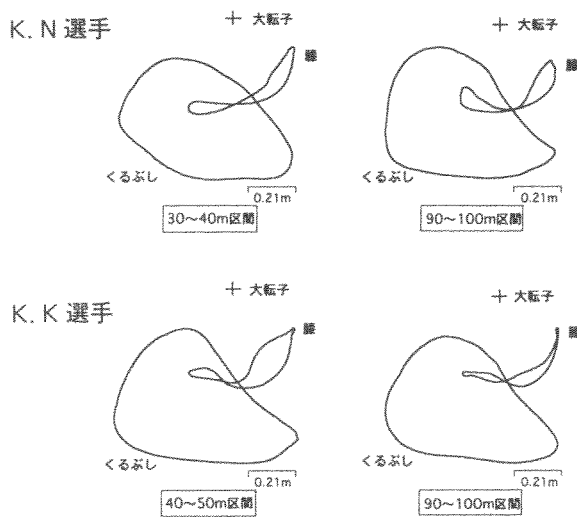 K. N 選手
大転子
膝
くるぶし
0.21m
30〜40m区間
大転子
膝
くるぶし
0.21m
90〜100m区間
K. K 選手
大転子
膝
くるぶし
0.21m
40〜50m区間
大転子
膝
くるぶし
0.21m
90〜100m区間